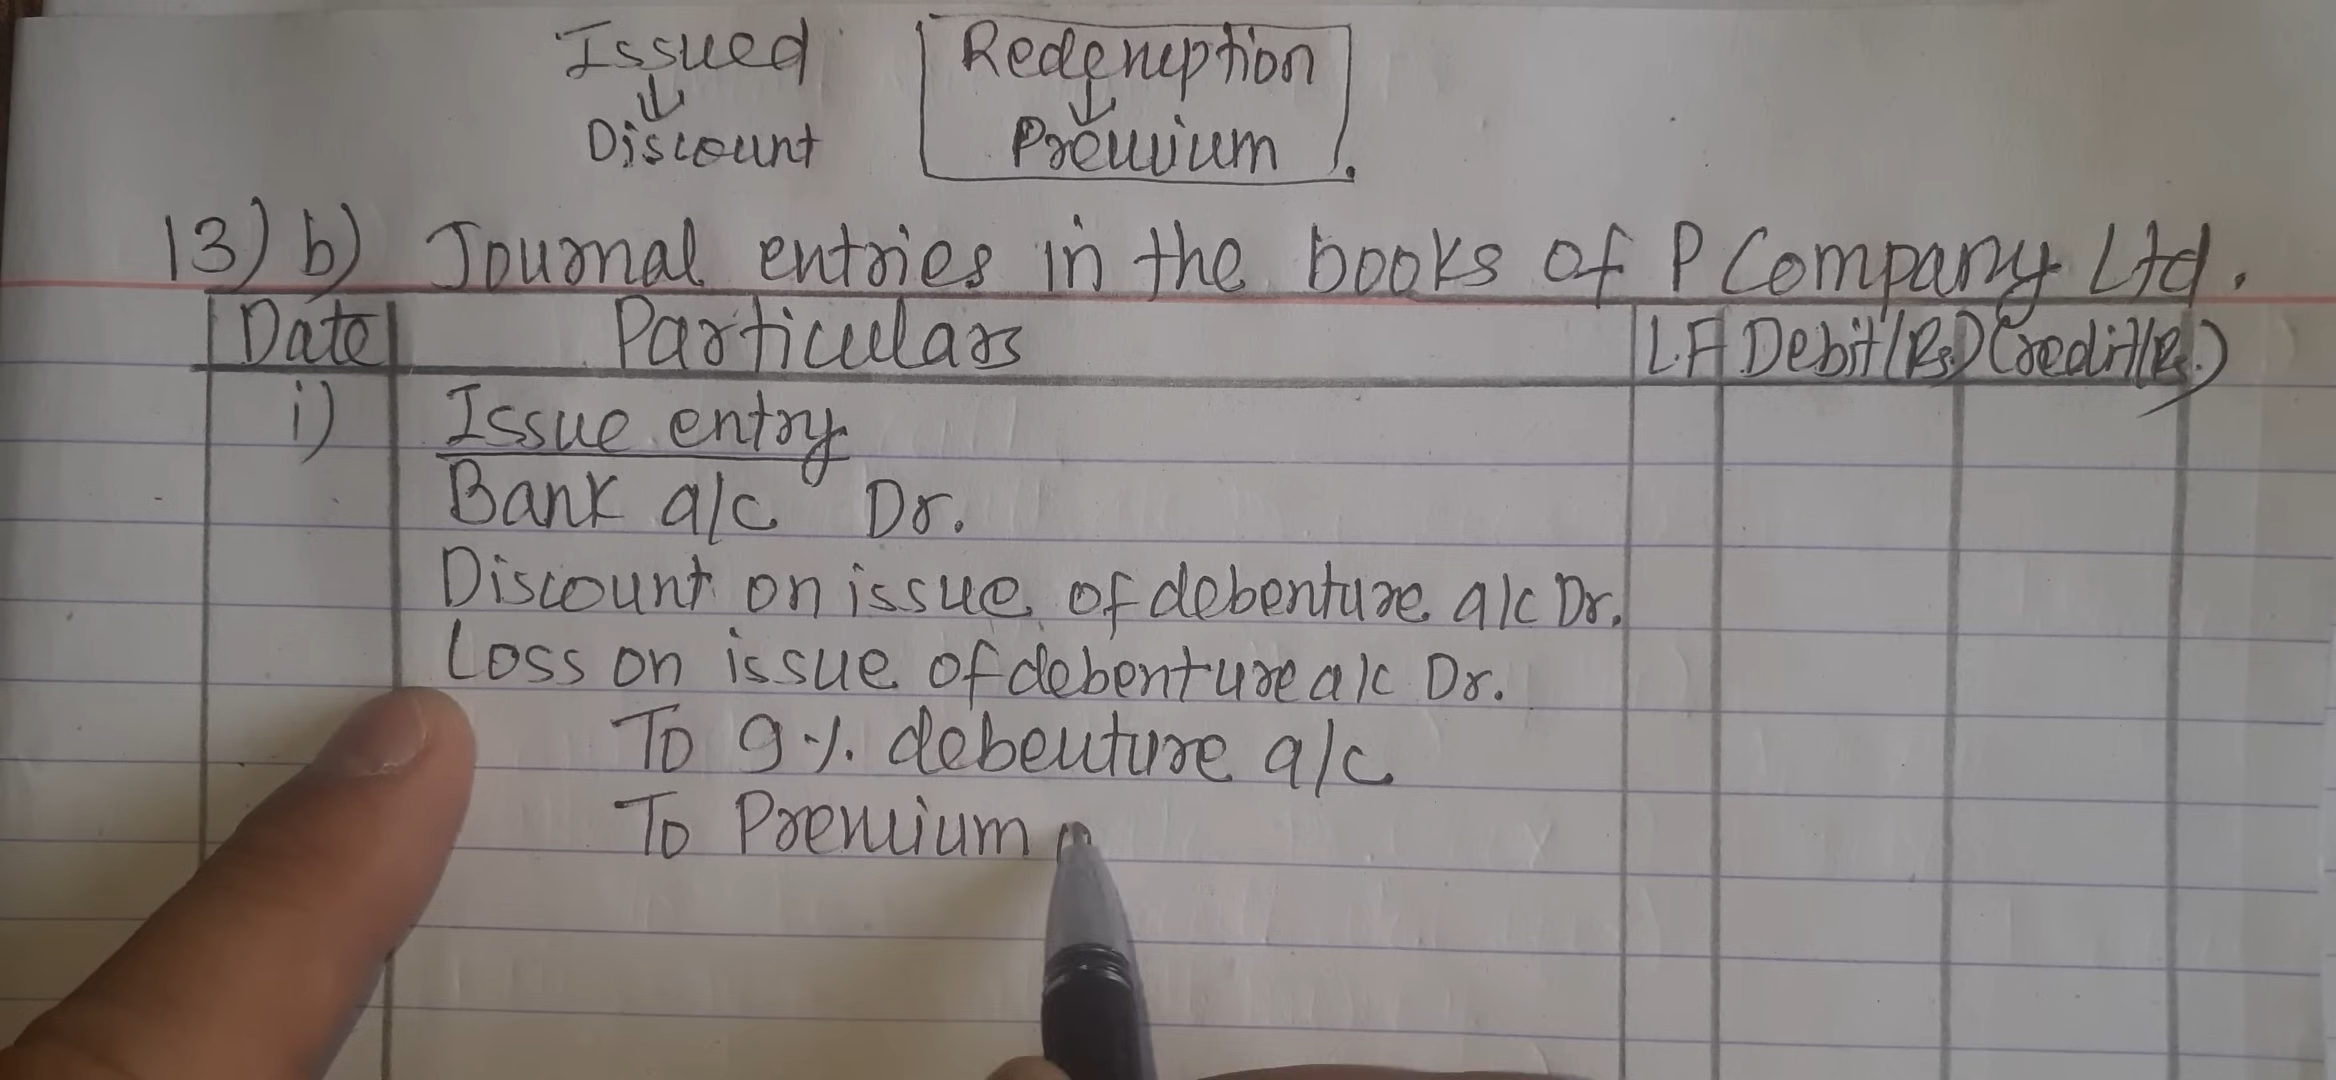 Issued Redemption
Discount Premium.
13) b) Journal entries in the books of P Company Ltd.
Date Particulars L.F Debit(Rs.) Credit(Rs.)
i) Issue entry
Bank a/c Dr.
Discount on issue of debenture a/c Dr.
Loss on issue of debenture a/c Dr.
To 9% debenture a/c
To Premium